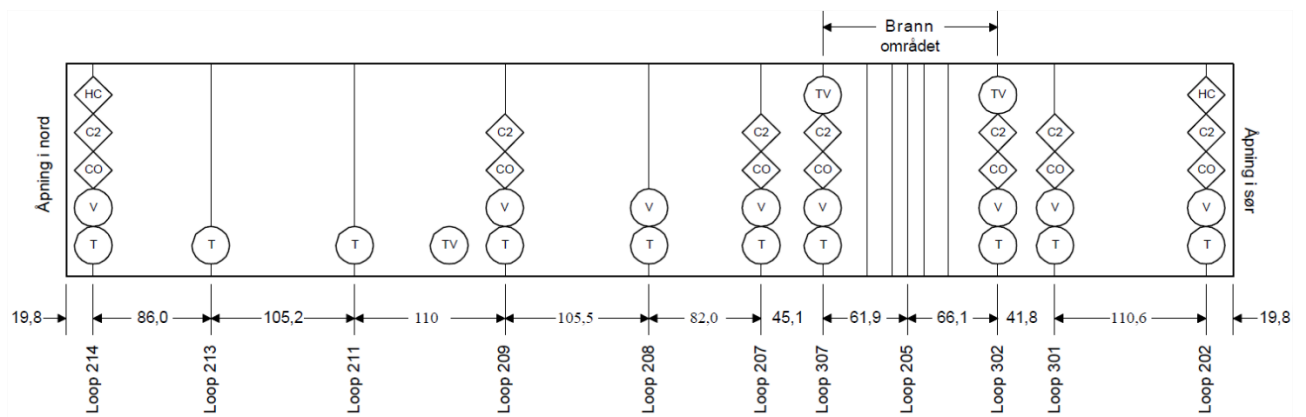 Brann
området
HC HC
TV TV
C2 C2 C2 C2 C2 C2 C2
CO CO CO CO CO CO CO
V V V V V V V V
T T T TV T T T T T T T
Åpning i nord
Åpning i sør
19,8 86,0 105,2 110 105,5 82,0 45,1 61,9 66,1 41,8 110,6 19,8
Loop 214
Loop 213
Loop 211
Loop 209
Loop 208
Loop 207
Loop 307
Loop 205
Loop 302
Loop 301
Loop 202